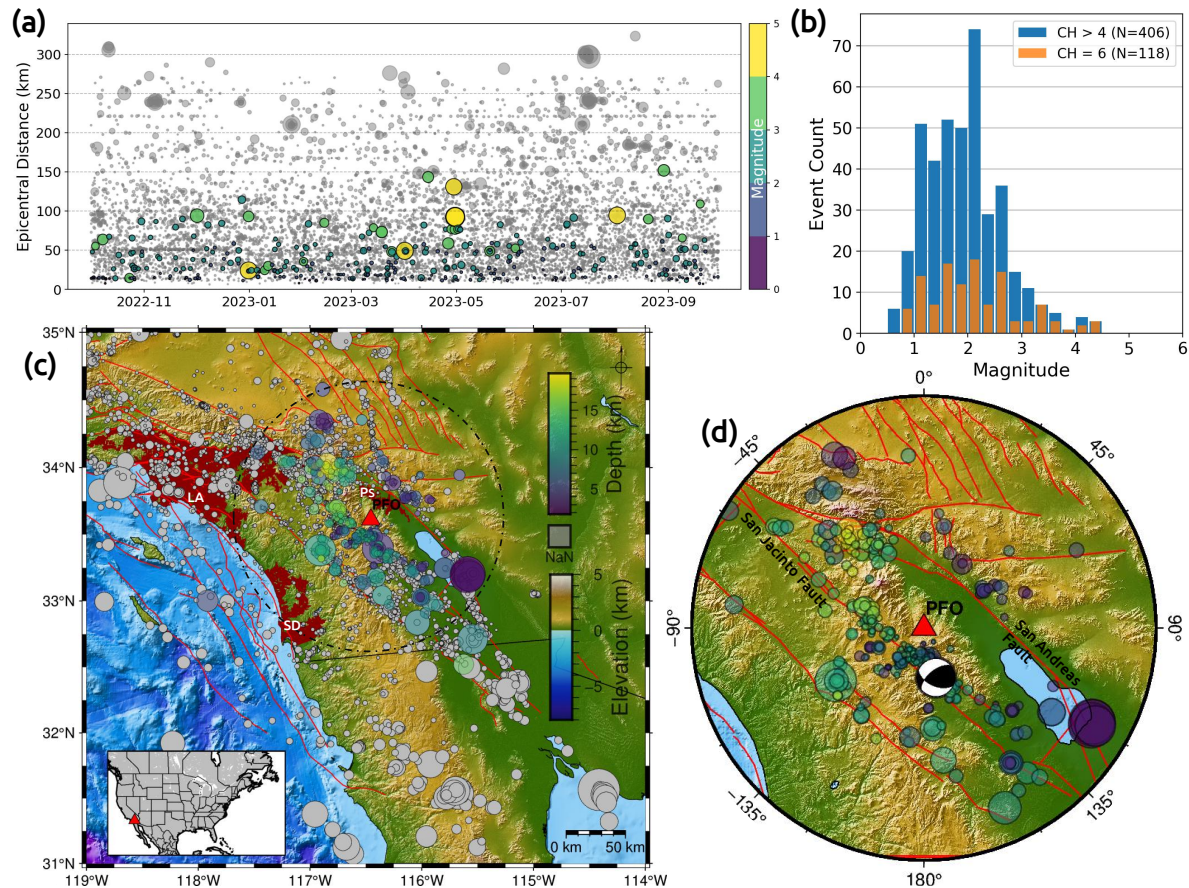 (a)
Epicentral Distance (km)
300
250
200
150
100
50
0
2022-11
2023-01
2023-03
2023-05
2023-07
2023-09
5
4
3
2
1
0
Magnitude
(b)
CH > 4 (N=406)
CH = 6 (N=118)
Event Count
70
60
50
40
30
20
10
0
0
1
2
3
4
5
6
Magnitude
(c)
35°N
34°N
33°N
32°N
31°N
119°W
118°W
117°W
116°W
115°W
114°W
LA
PS
PFO
SD
Depth (km)
15
10
5
NaN
Elevation (km)
5
0
−5
0 km
50 km
(d)
0°
45°
90°
135°
180°
−135°
−90°
−45°
San Jacinto Fault
PFO
San Andreas
Fault